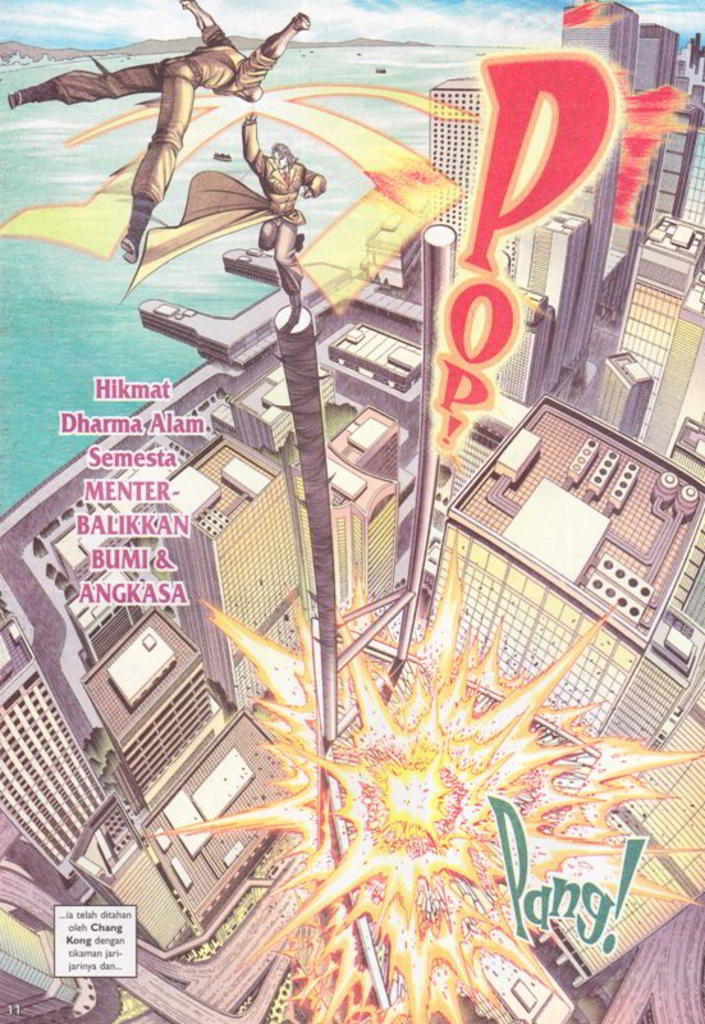 POP!
Hikmat
Dharma Alam
Semesta
MENTER-
BALIKKAN
BUMI &
ANGKASA
Pang!
...ia telah ditahan
oleh Chang
Kong dengan
tikaman jari-
jarinya dan...
11